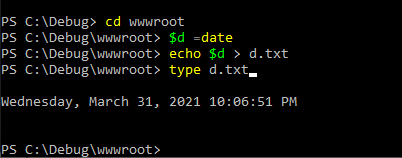 PS C:\Debug> cd wwwroot
PS C:\Debug\wwwroot> $d =date
PS C:\Debug\wwwroot> echo $d > d.txt
PS C:\Debug\wwwroot> type d.txt
Wednesday, March 31, 2021 10:06:51 PM
PS C:\Debug\wwwroot>